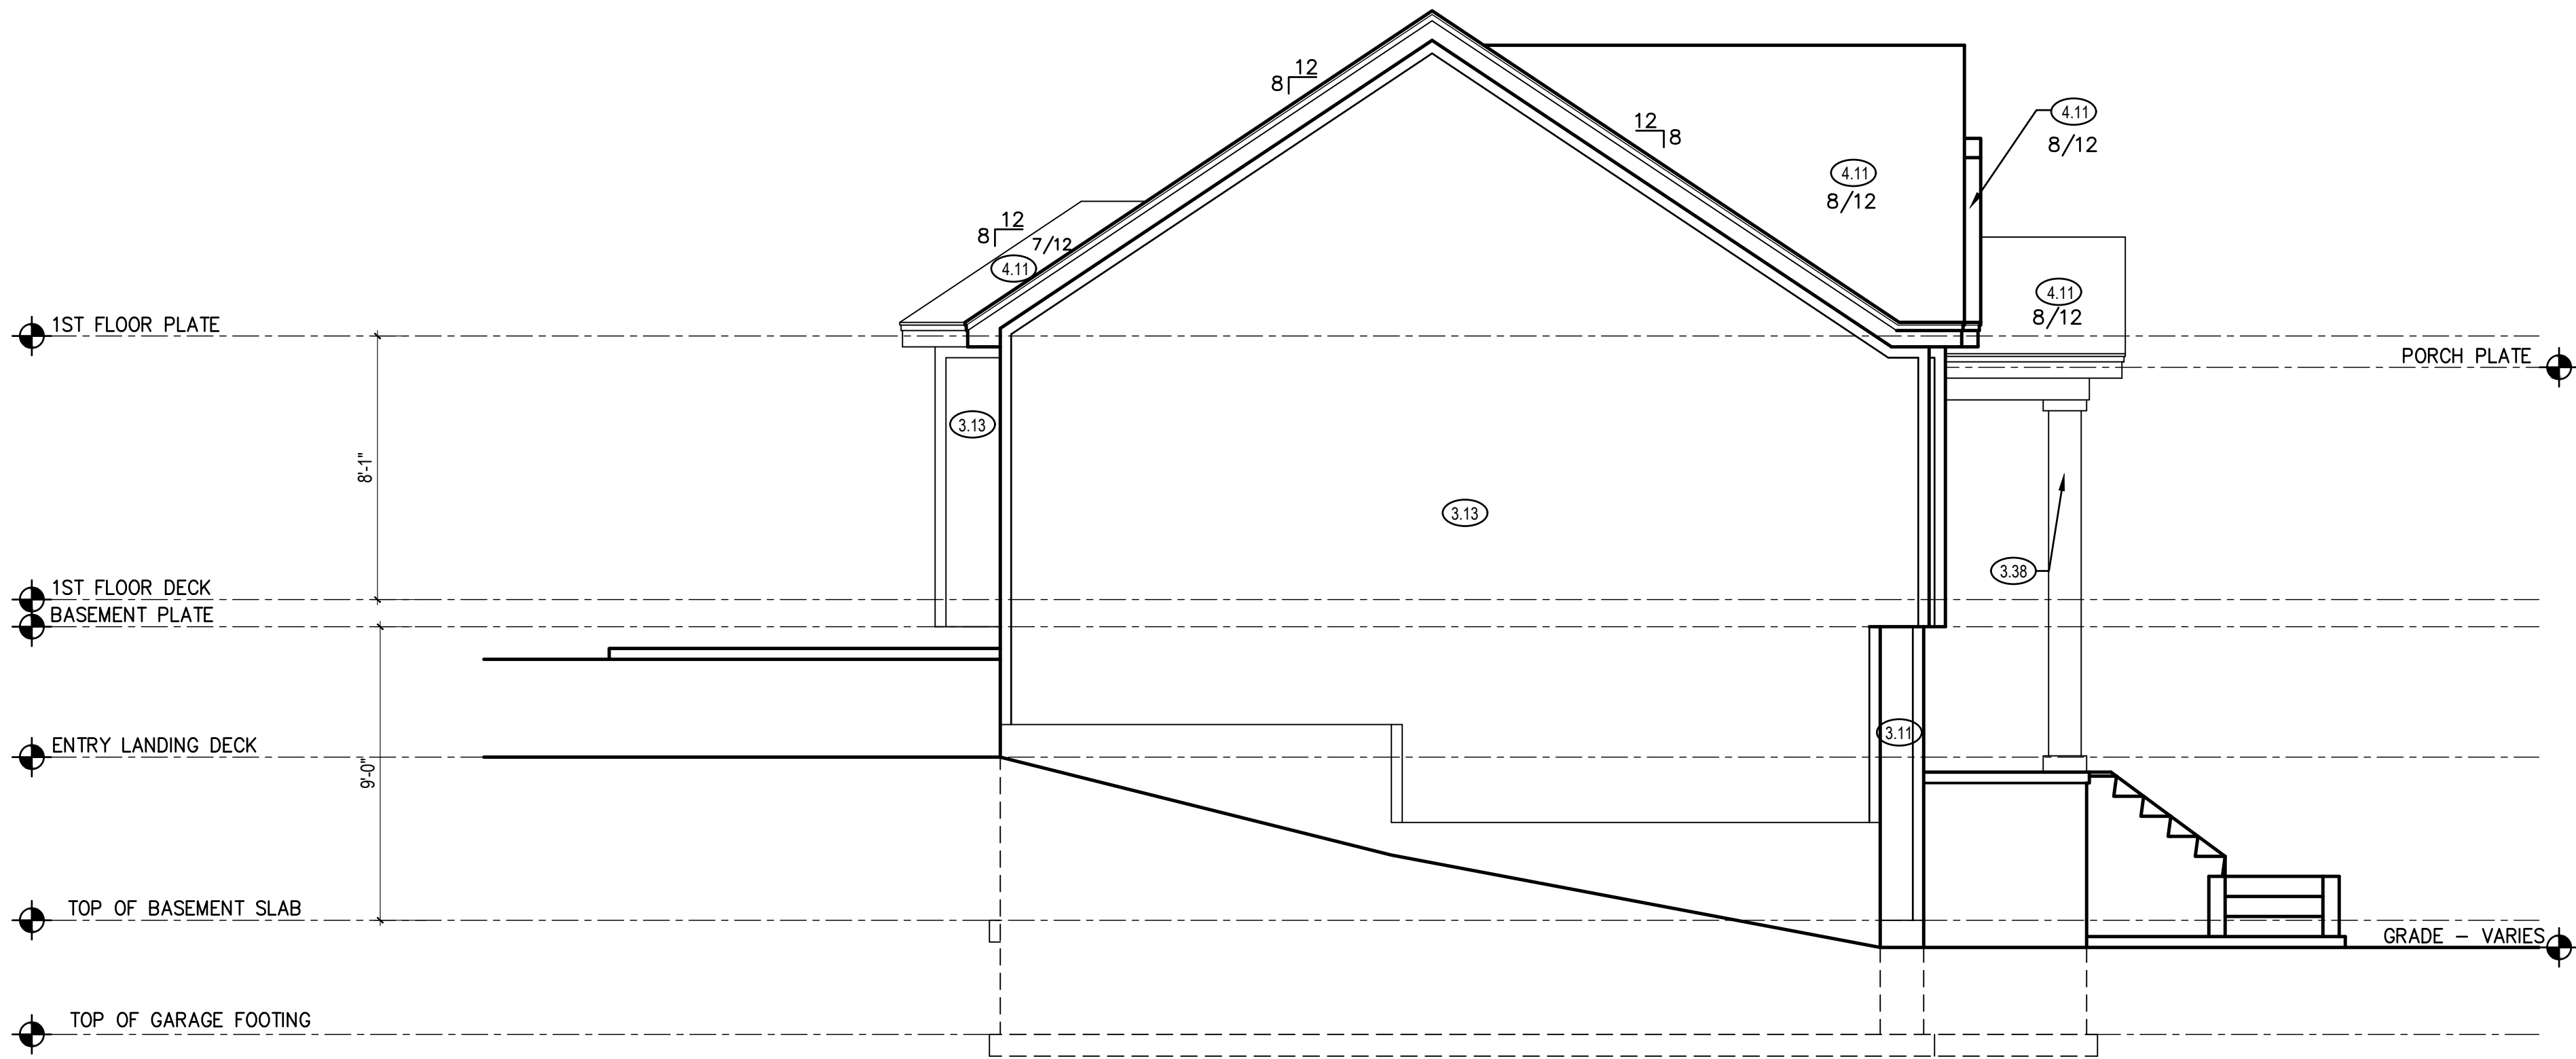 12
8
12
8
4.11
8/12
4.11
8/12
12
8
7/12
4.11
4.11
8/12
1ST FLOOR PLATE
PORCH PLATE
3.13
8'-1"
3.13
3.38
1ST FLOOR DECK
BASEMENT PLATE
3.11
ENTRY LANDING DECK
9'-0"
TOP OF BASEMENT SLAB
GRADE - VARIES
TOP OF GARAGE FOOTING